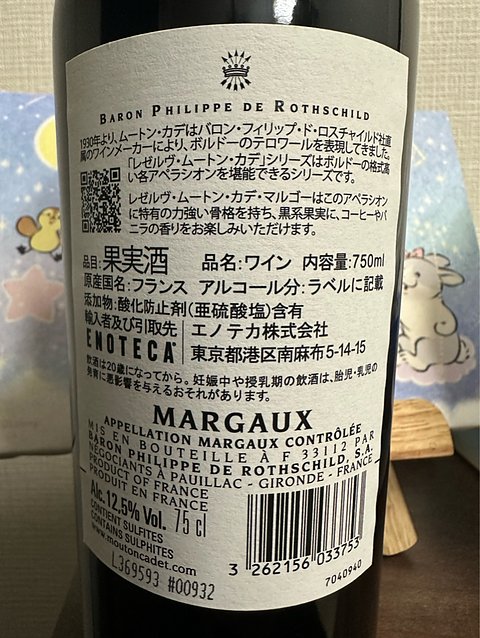 BARON PHILIPPE DE ROTHSCHILD
1930年より、ムートン・カデはバロン・フィリップ・ド・ロスチャイルド社直
属のワインメーカーにより、ボルドーのテロワールを表現してきました。
「レゼルヴ・ムートン・カデ」シリーズはボルドーの格式高
い各アペラシオンを堪能できるシリーズです。
レゼルヴ・ムートン・カデ・マルゴーはこのアペラシオン
に特有の力強い骨格を持ち、黒系果実に、コーヒーやバ
ニラの香りをお楽しみいただけます。
品目:果実酒 品名:ワイン 内容量:750ml
原産国名:フランス アルコール分:ラベルに記載
添加物:酸化防止剤(亜硫酸塩)含有
輸入者及び引取先 エノテカ株式会社
ENOTECA 東京都港区南麻布5-14-15
飲酒は20歳になってから。妊娠中や授乳期の飲酒は、胎児・乳児の
発育に悪影響を与えるおそれがあります。
MARGAUX
APPELLATION MARGAUX CONTRÔLÉE
MIS EN BOUTEILLE À F 33112 PAR
BARON PHILIPPE DE ROTHSCHILD, S.A.
NÉGOCIANTS À PAUILLAC - GIRONDE - FRANCE
PRODUCT OF FRANCE
PRODUIT EN FRANCE
Alc.12,5% Vol. 75 cl
CONTIENT SULFITES
CONTAINS SULPHITES
www.moutoncadet.com
L369593 #00932
3 262156 033753
7040940